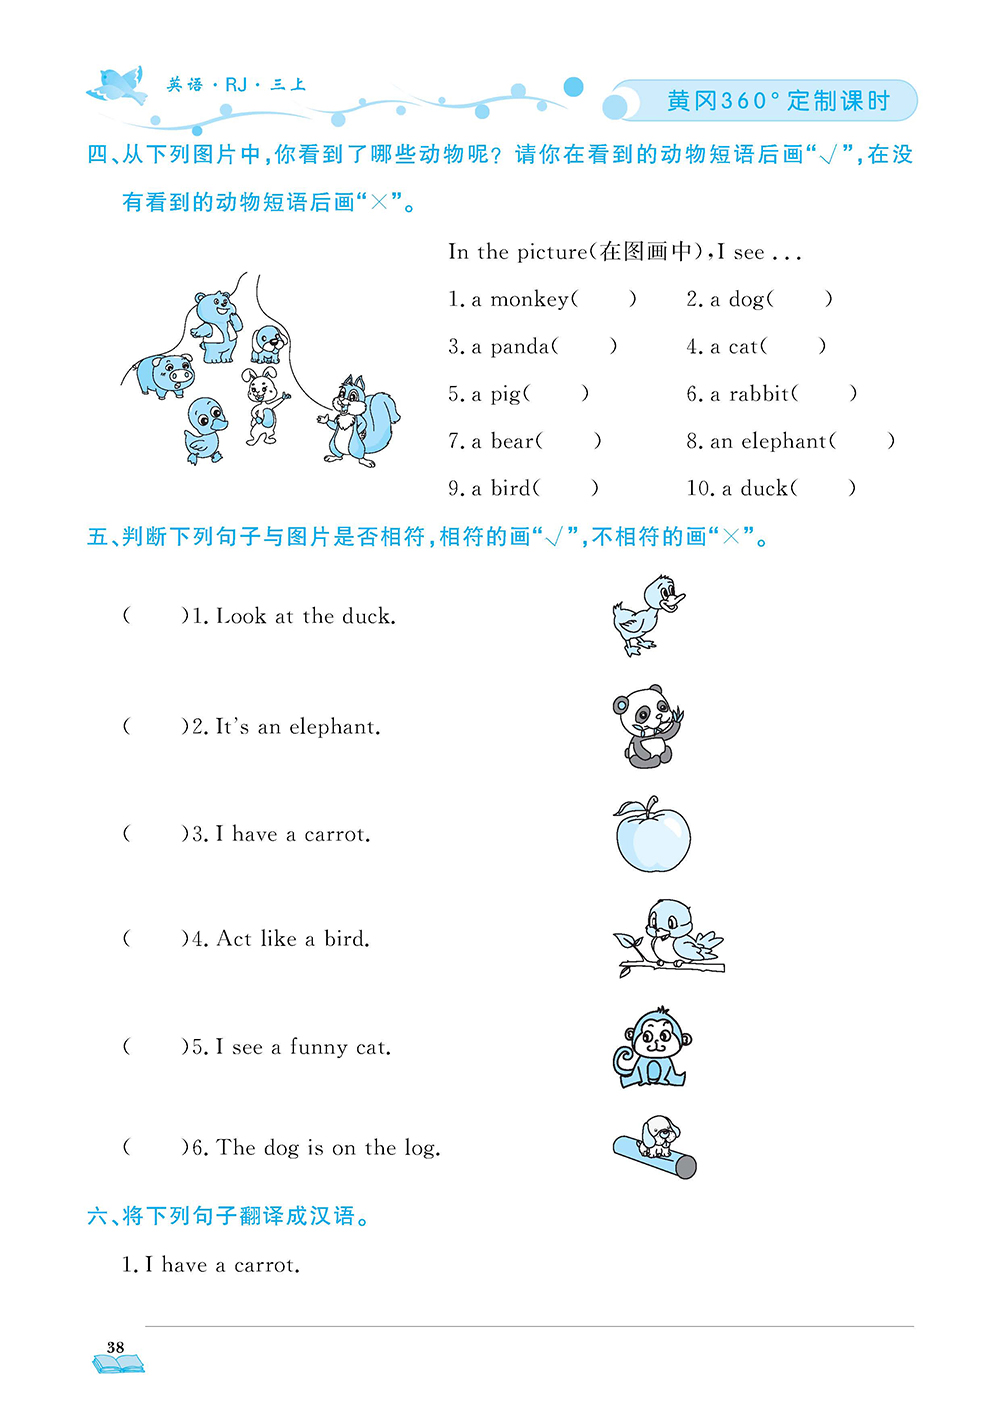 英语·RJ·三上
黄冈360°定制课时
四、从下列图片中,你看到了哪些动物呢？请你在看到的动物短语后画“√”,在没
有看到的动物短语后画“×”。
In the picture(在图画中),I see ...
1. a monkey(  )  2. a dog(  )
3. a panda(  )  4. a cat(  )
5. a pig(  )  6. a rabbit(  )
7. a bear(  )  8. an elephant(  )
9. a bird(  )  10. a duck(  )
五、判断下列句子与图片是否相符,相符的画“√”,不相符的画“×”。
(  )1. Look at the duck.
(  )2. It's an elephant.
(  )3. I have a carrot.
(  )4. Act like a bird.
(  )5. I see a funny cat.
(  )6. The dog is on the log.
六、将下列句子翻译成汉语。
1. I have a carrot.
38